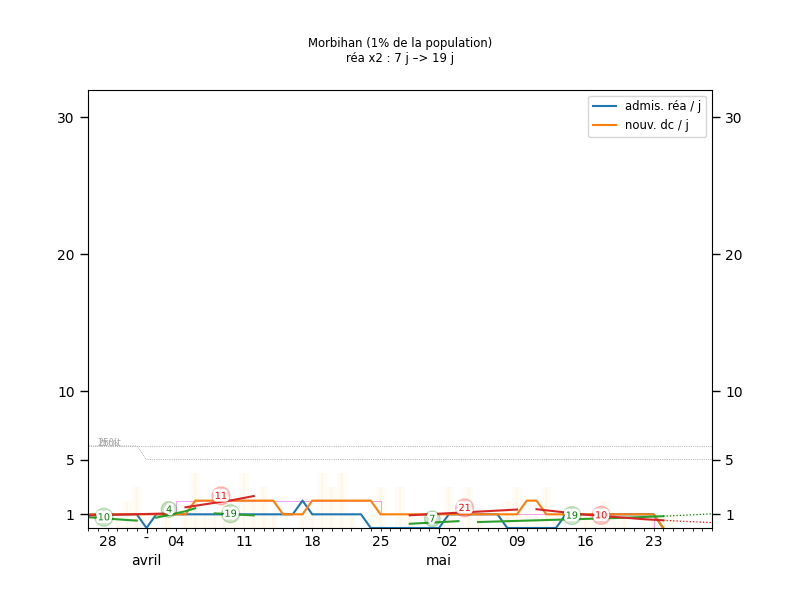 Morbihan (1% de la population)
réa x2 : 7 j –> 19 j
admis. réa / j
nouv. dc / j
30 30
20 20
10 10
5 5
1 1
10 4 11 19 7 21 19 10
28 - 04 11 18 25 - 02 09 16 23
avril mai